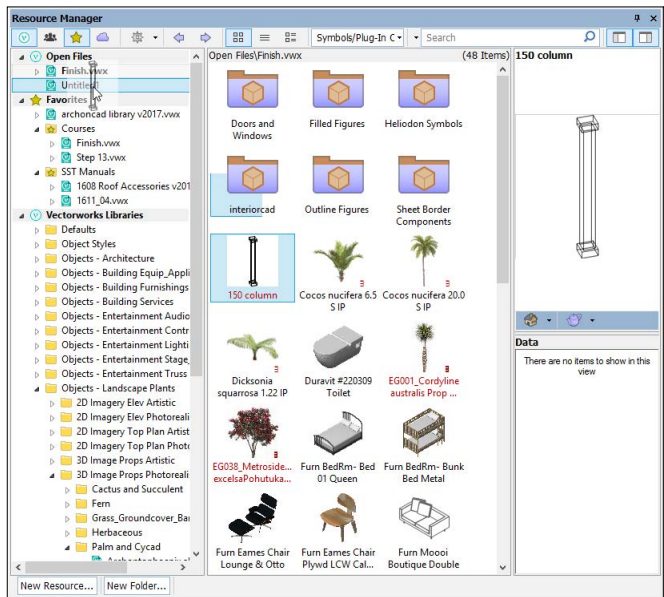 Resource Manager
Symbols/Plug-In C
Search
Open Files
Finish.vwx
Untitled
Favorites
archoncad library v2017.vwx
Courses
Finish.vwx
Step 13.vwx
SST Manuals
1608 Roof Accessories v201
1611_04.vwx
Vectorworks Libraries
Defaults
Object Styles
Objects - Architecture
Objects - Building Equip_Appli
Objects - Building Furnishings
Objects - Building Services
Objects - Entertainment Audio
Objects - Entertainment Contr
Objects - Entertainment Lighti
Objects - Entertainment Stage_
Objects - Entertainment Truss
Objects - Landscape Plants
2D Imagery Elev Artistic
2D Imagery Elev Photoreali
2D Imagery Top Plan Artist
2D Imagery Top Plan Photo
3D Image Props Artistic
3D Image Props Photoreali
Cactus and Succulent
Fern
Grass_Groundcover_Bar
Herbaceous
Palm and Cycad
Open Files\Finish.vwx
(48 Items)
Doors and
Windows
Filled Figures
Heliodon Symbols
interiorcad
Outline Figures
Sheet Border
Components
150 column
Cocos nucifera 6.5
S IP
Cocos nucifera 20.0
S IP
Dicksonia
squarrosa 1.22 IP
Duravit #220309
Toilet
EG001_Cordyline
australis Prop ...
EG038_Metroside...
excelsaPohutuka...
Furn BedRm- Bed
01 Queen
Furn BedRm- Bunk
Bed Metal
Furn Eames Chair
Lounge & Otto
Furn Eames Chair
Plywd LCW Cal...
Furn Mooi
Boutique Double
150 column
Data
There are no items to show in this
view
New Resource...
New Folder...